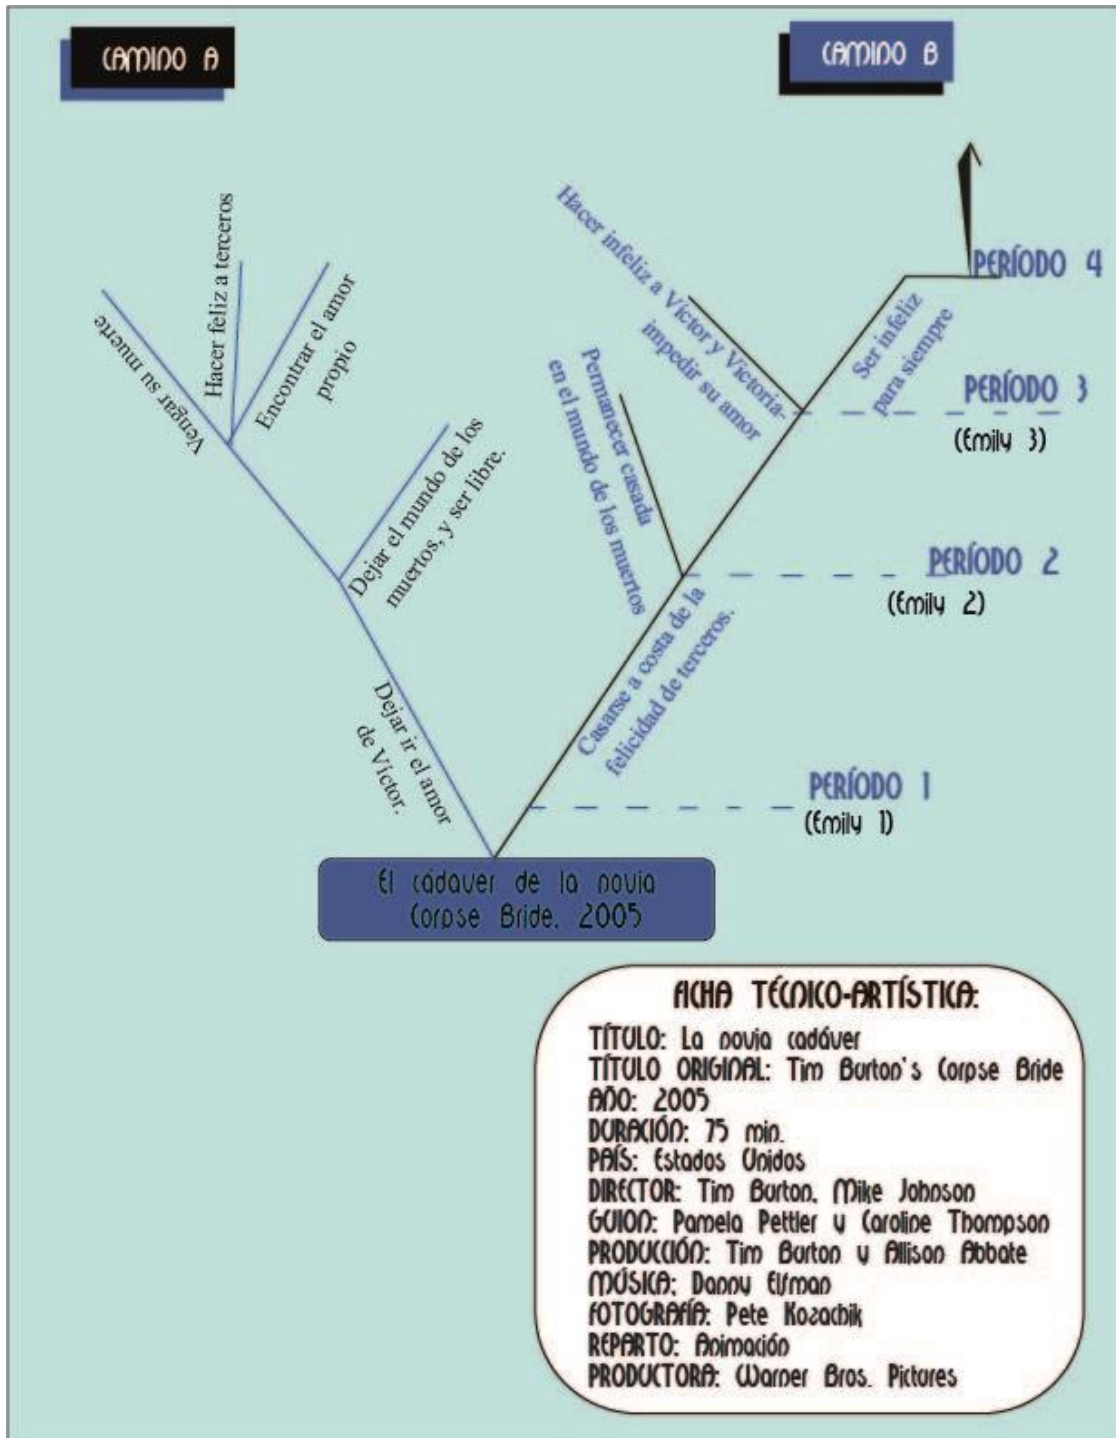 CAMINO A
CAMINO B
Vengar su muerte
Hacer feliz a terceros
Encontrar el amor
propio
Dejar el mundo de los
muertos, y ser libre.
Dejar ir el amor
de Víctor.
Hacer infeliz a Víctor y Victoria-
impedir su amor
Permanecer casada
en el mundo de los muertos
Casarse a costa de la
felicidad de terceros.
Ser infeliz
para siempre
PERÍODO 4
PERÍODO 3
(Emily 3)
PERÍODO 2
(Emily 2)
PERÍODO 1
(Emily 1)
El cádaver de la novia
Corpse Bride. 2005
FICHA TÉCNICO-ARTÍSTICA:
TÍTULO: La novia cadáver
TÍTULO ORIGINAL: Tim Burton's Corpse Bride
AÑO: 2005
DURACIÓN: 75 min.
PAÍS: Estados Unidos
DIRECTOR: Tim Burton, Mike Johnson
GUION: Pamela Pettler y Caroline Thompson
PRODUCCIÓN: Tim Burton y Allison Abbate
MÚSICA: Danny Elfman
FOTOGRAFÍA: Pete Kozachik
REPARTO: Animación
PRODUCTORA: Warner Bros. Pictures